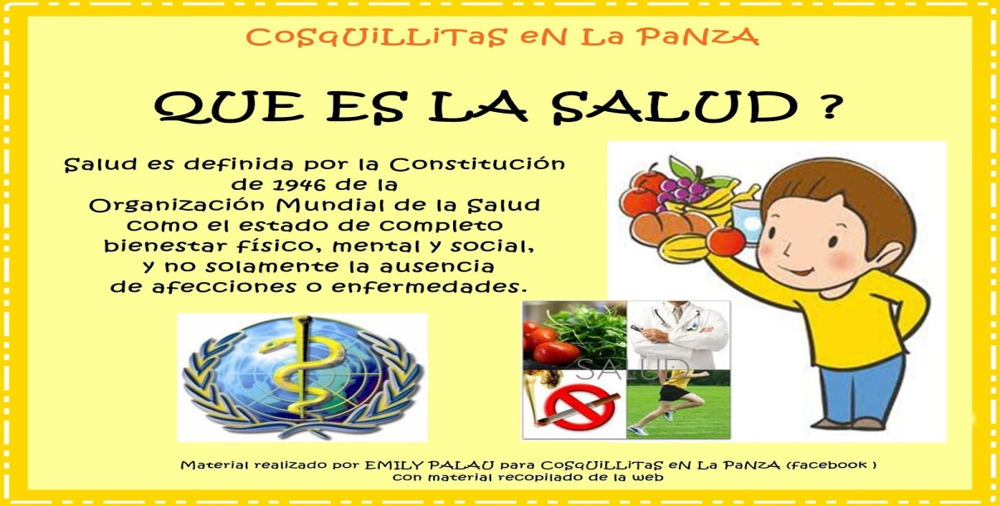 CoSqUiLLiTaS eN La PaNzA
QUE ES LA SALUD ?
Salud es definida por la Constitución
de 1946 de la
Organización Mundial de la Salud
como el estado de completo
bienestar físico, mental y social,
y no solamente la ausencia
de afecciones o enfermedades.
SALUD
Material realizado por EMILY PALAU para CoSqUiLLiTaS eN La PaNzA (facebook )
con material recopilado de la web